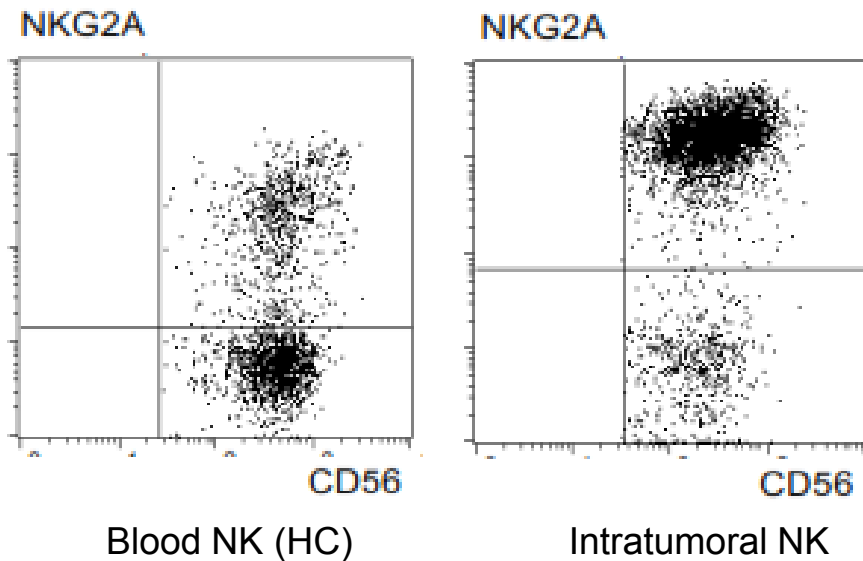 NKG2A
NKG2A
CD56
CD56
Blood NK (HC)
Intratumoral NK